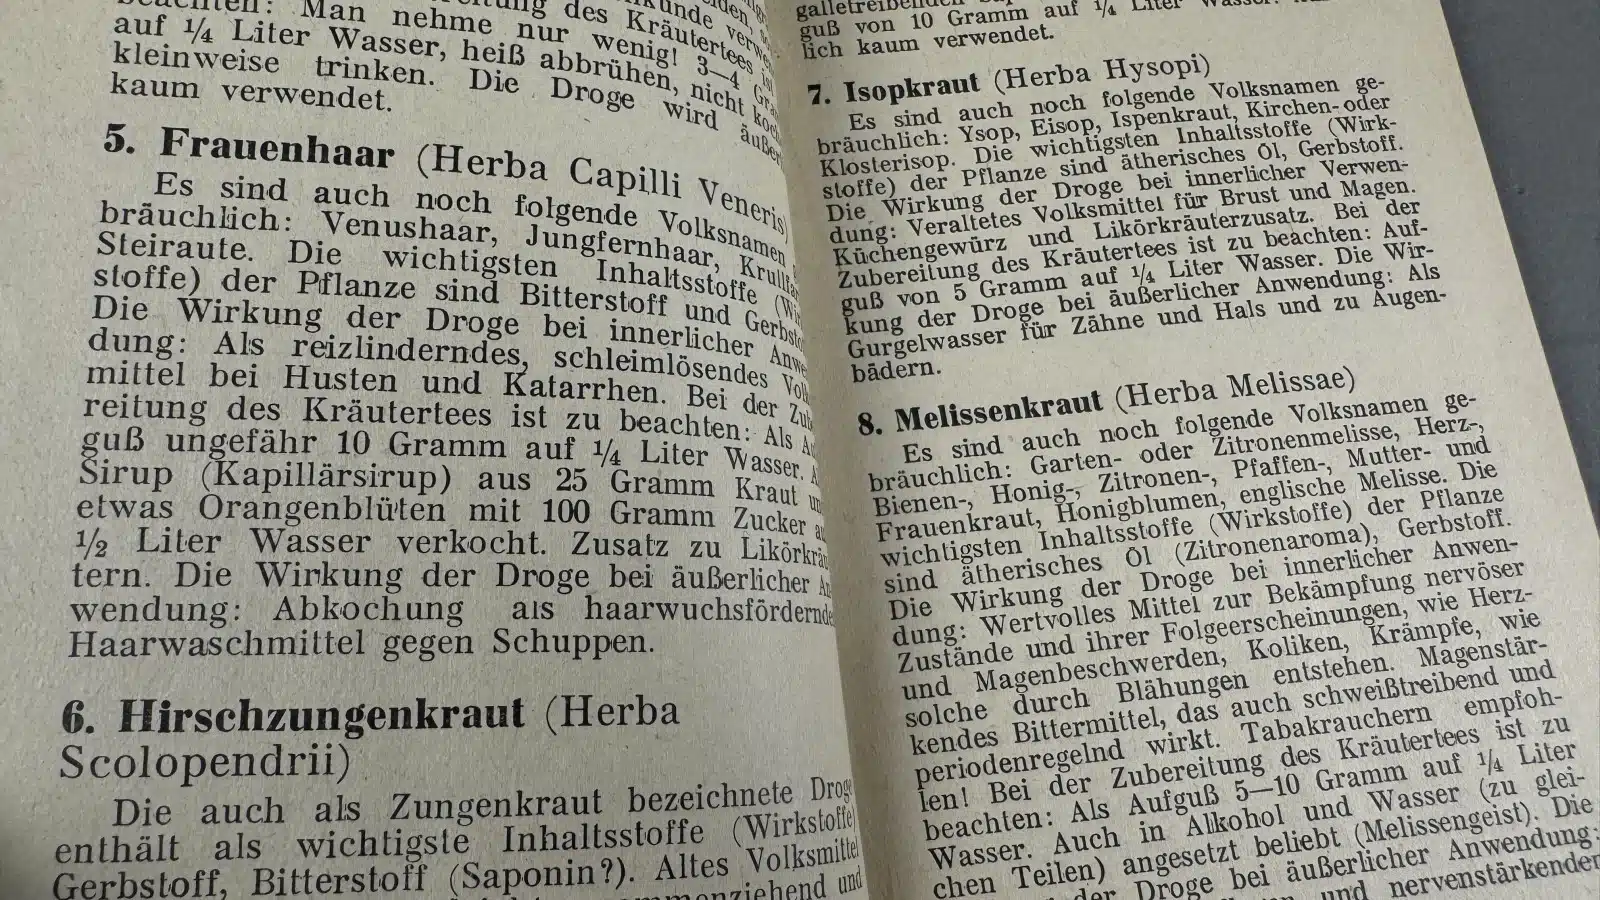 des Kräutertees
beachten: Man nehme nur wenig! 3—4
auf ¼ Liter Wasser, heiß abbrühen, nicht
kleinweise trinken. Die Droge wird
kaum verwendet.
5. Frauenhaar (Herba Capilli Veneris)
Es sind auch noch folgende Volksnamen
bräuchlich: Venushaar, Jungfernhaar,
Steiraute. Die wichtigsten Inhaltsstoffe
stoffe) der Pflanze sind Bitterstoff und
Die Wirkung der Droge bei innerlicher
dung: Als reizlinderndes, schleimlösendes
mittel bei Husten und Katarrhen. Bei der
reitung des Kräutertees ist zu beachten: Als
guß ungefähr 10 Gramm auf ¼ Liter Wasser.
Sirup (Kapillärsirup) aus 25 Gramm Kraut
etwas Orangenblüten mit 100 Gramm Zucker
½ Liter Wasser verkocht. Zusatz zu
tern. Die Wirkung der Droge bei äußerlicher
wendung: Abkochung als haarwuchsfördernde
Haarwaschmittel gegen Schuppen.
6. Hirschzungenkraut (Herba
Scolopendrii)
Die auch als Zungenkraut bezeichnete Droge
enthält als wichtigste Inhaltsstoffe (Wirkstoffe)
Gerbstoff, Bitterstoff (Saponin?). Altes Volksmittel
und
guß von 10 Gramm auf ¼ Liter Wasser.
lich kaum verwendet.
7. Isopkraut (Herba Hysopi)
Es sind auch noch folgende Volksnamen ge-
bräuchlich: Ysop, Eisop, Ispenkraut, Kirchen- oder
Klosterisop. Die wichtigsten Inhaltsstoffe (Wirk-
stoffe) der Pflanze sind ätherisches Öl, Gerbstoff.
Die Wirkung der Droge bei innerlicher Verwen-
dung: Veraltetes Volksmittel für Brust und Magen.
Küchengewürz und Likörkräuterzusatz. Bei der
Zubereitung des Kräutertees ist zu beachten: Auf-
guß von 5 Gramm auf ¼ Liter Wasser. Die Wir-
kung der Droge bei äußerlicher Anwendung: Als
Gurgelwasser für Zähne und Hals und zu Augen-
bädern.
8. Melissenkraut (Herba Melissae)
Es sind auch noch folgende Volksnamen ge-
bräuchlich: Garten- oder Zitronenmelisse, Herz-,
Bienen-, Honig-, Zitronen-, Pfaffen-, Mutter- und
Frauenkraut, Honigblumen, englische Melisse. Die
wichtigsten Inhaltsstoffe (Wirkstoffe) der Pflanze
sind ätherisches Öl (Zitronenaroma), Gerbstoff.
Die Wirkung der Droge bei innerlicher Anwen-
dung: Wertvolles Mittel zur Bekämpfung nervöser
Zustände und ihrer Folgeerscheinungen, wie Herz-
und Magenbeschwerden, Koliken, Krämpfe, wie
solche durch Blähungen entstehen. Magenstär-
kendes Bittermittel, das auch schweißtreibend und
periodenregelnd wirkt. Tabakrauchern empfoh-
len! Bei der Zubereitung des Kräutertees ist zu
beachten: Als Aufguß 5—10 Gramm auf ¼ Liter
Wasser. Auch in Alkohol und Wasser (zu glei-
chen Teilen) angesetzt beliebt (Melissengeist). Die
der Droge bei äußerlicher Anwendung:
und nervenstärkender